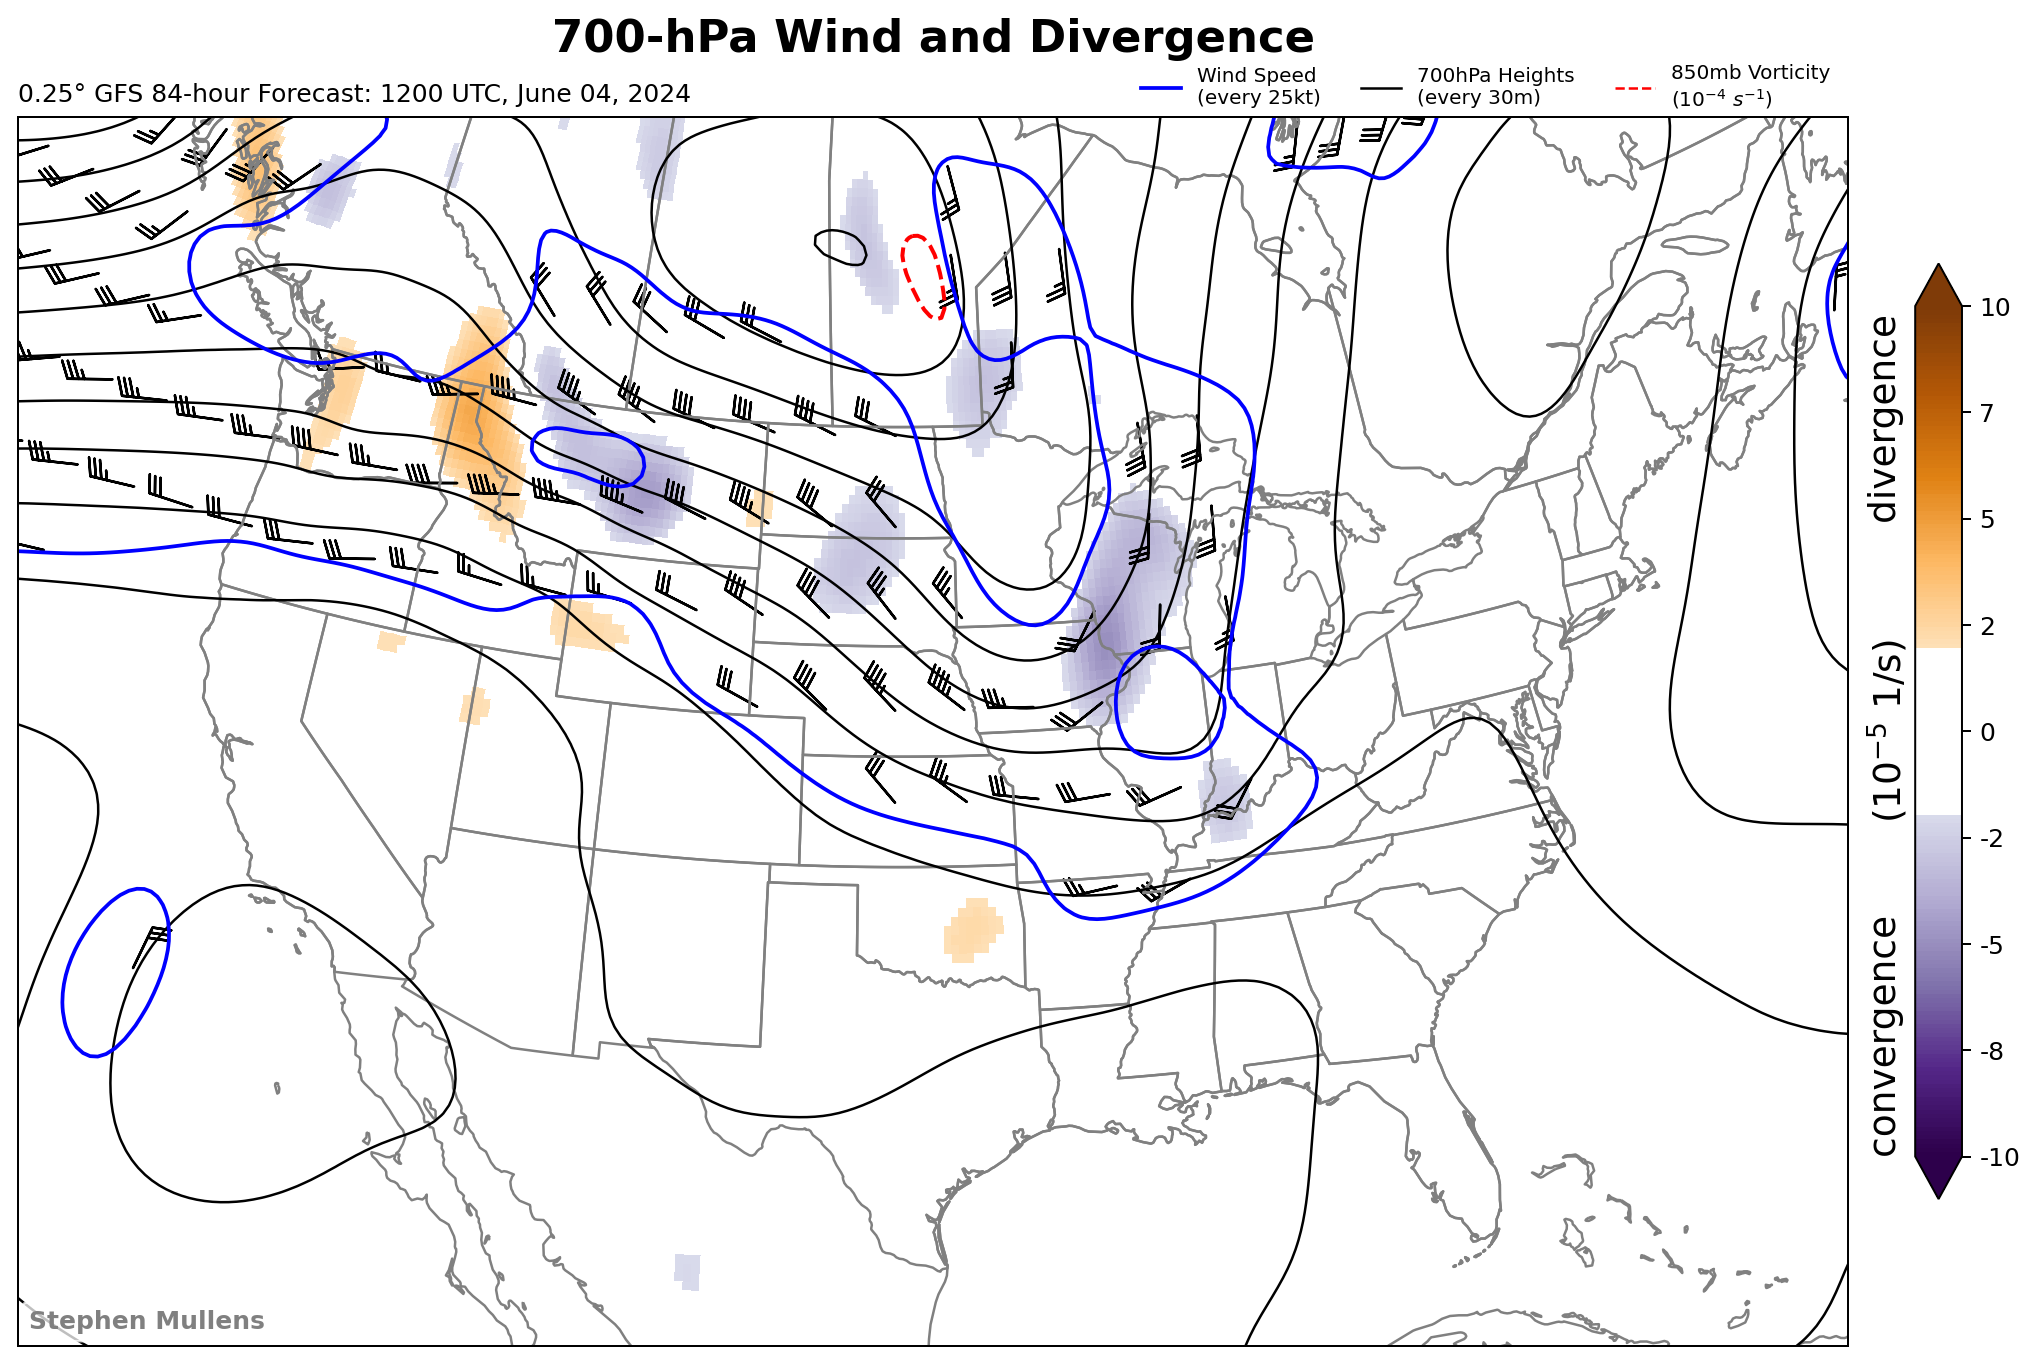 700-hPa Wind and Divergence
0.25° GFS 84-hour Forecast: 1200 UTC, June 04, 2024
Wind Speed
(every 25kt)
700hPa Heights
(every 30m)
850mb Vorticity
(10⁻⁴ s⁻¹)
10
7
5
2
0
-2
-5
-8
-10
convergence (10⁻⁵ 1/s) divergence
Stephen Mullens